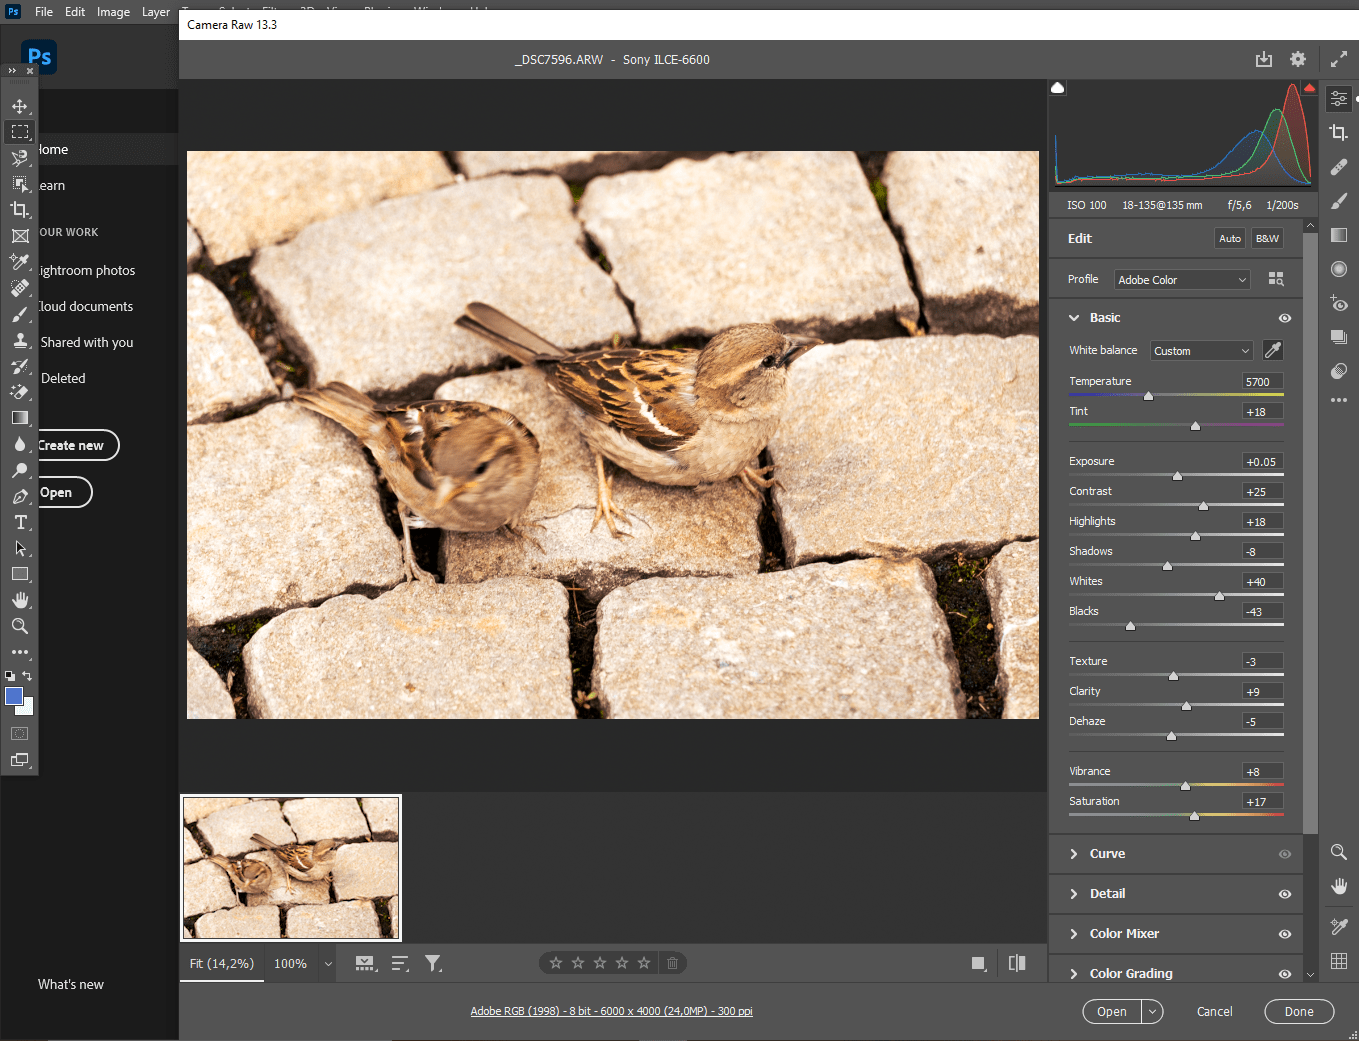 Ps File Edit Image Layer
Camera Raw 13.3
Ps
_DSC7596.ARW - Sony ILCE-6600
Home
earn
OUR WORK
ightroom photos
loud documents
Shared with you
Deleted
Create new
Open
What's new
ISO 100 18-135@135 mm f/5,6 1/200s
Edit Auto B&W
Profile Adobe Color
Basic
White balance Custom
Temperature 5700
Tint +18
Exposure +0.05
Contrast +25
Highlights +18
Shadows -8
Whites +40
Blacks -43
Texture -3
Clarity +9
Dehaze -5
Vibrance +8
Saturation +17
Curve
Detail
Color Mixer
Color Grading
Fit (14,2%) 100%
Adobe RGB (1998) - 8 bit - 6000 x 4000 (24,0MP) - 300 ppi
Open Cancel Done